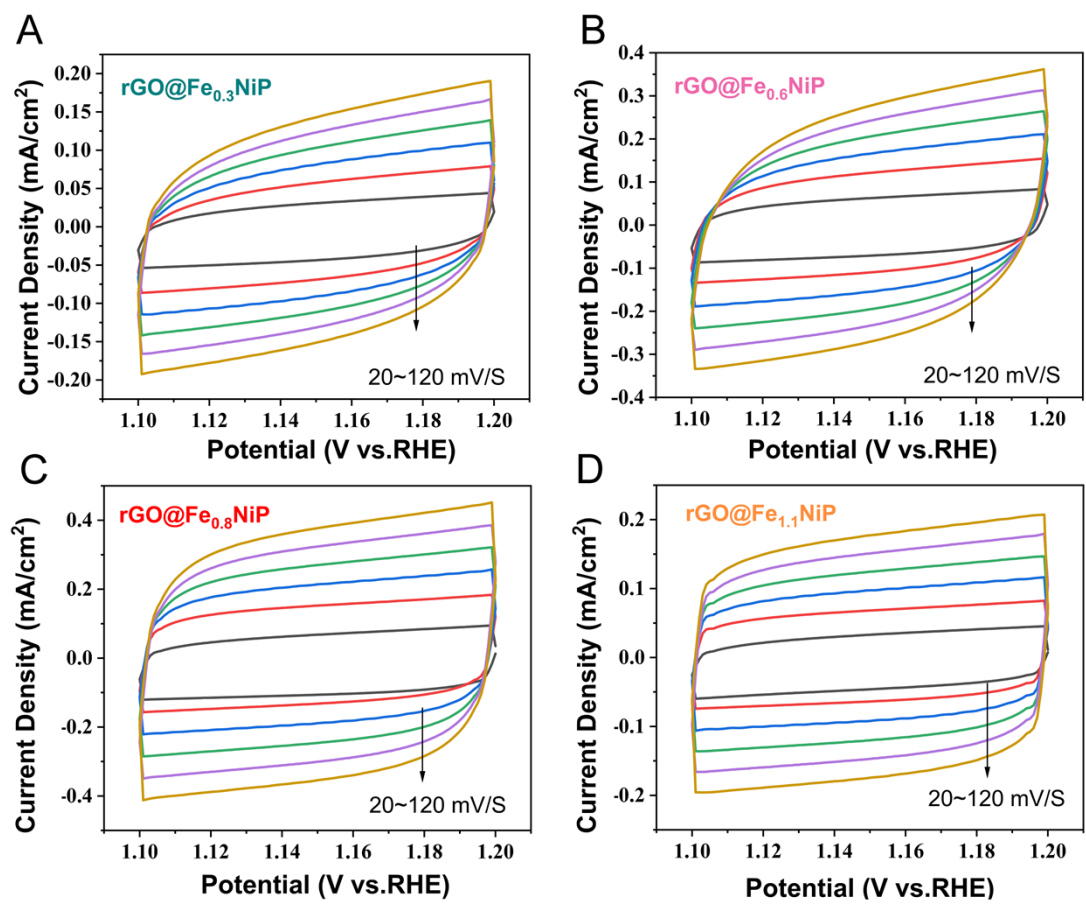 A
rGO@Fe0.3NiP
0.20
0.15
0.10
0.05
0.00
-0.05
-0.10
-0.15
-0.20
Current Density (mA/cm2)
20~120 mV/S
1.10 1.12 1.14 1.16 1.18 1.20
Potential (V vs.RHE)
B
rGO@Fe0.6NiP
0.4
0.3
0.2
0.1
0.0
-0.1
-0.2
-0.3
-0.4
Current Density (mA/cm2)
20~120 mV/S
1.10 1.12 1.14 1.16 1.18 1.20
Potential (V vs.RHE)
C
rGO@Fe0.8NiP
0.4
0.2
0.0
-0.2
-0.4
Current Density (mA/cm2)
20~120 mV/S
1.10 1.12 1.14 1.16 1.18 1.20
Potential (V vs.RHE)
D
rGO@Fe1.1NiP
0.2
0.1
0.0
-0.1
-0.2
Current Density (mA/cm2)
20~120 mV/S
1.10 1.12 1.14 1.16 1.18 1.20
Potential (V vs.RHE)